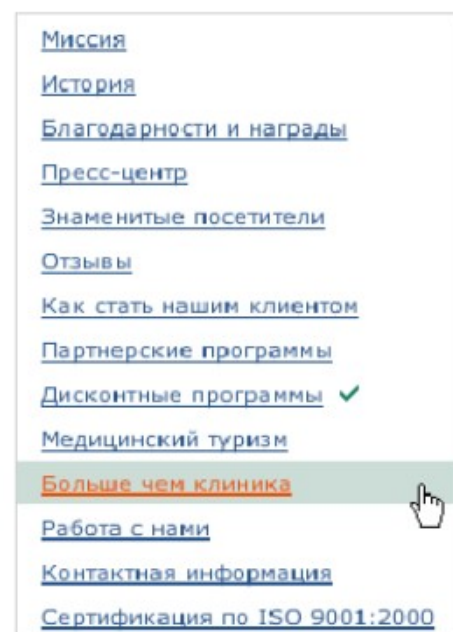 Миссия
История
Благодарности и награды
Пресс-центр
Знаменитые посетители
Отзывы
Как стать нашим клиентом
Партнерские программы
Дисконтные программы
Медицинский туризм
Больше чем клиника
Работа с нами
Контактная информация
Сертификация по ISO 9001:2000